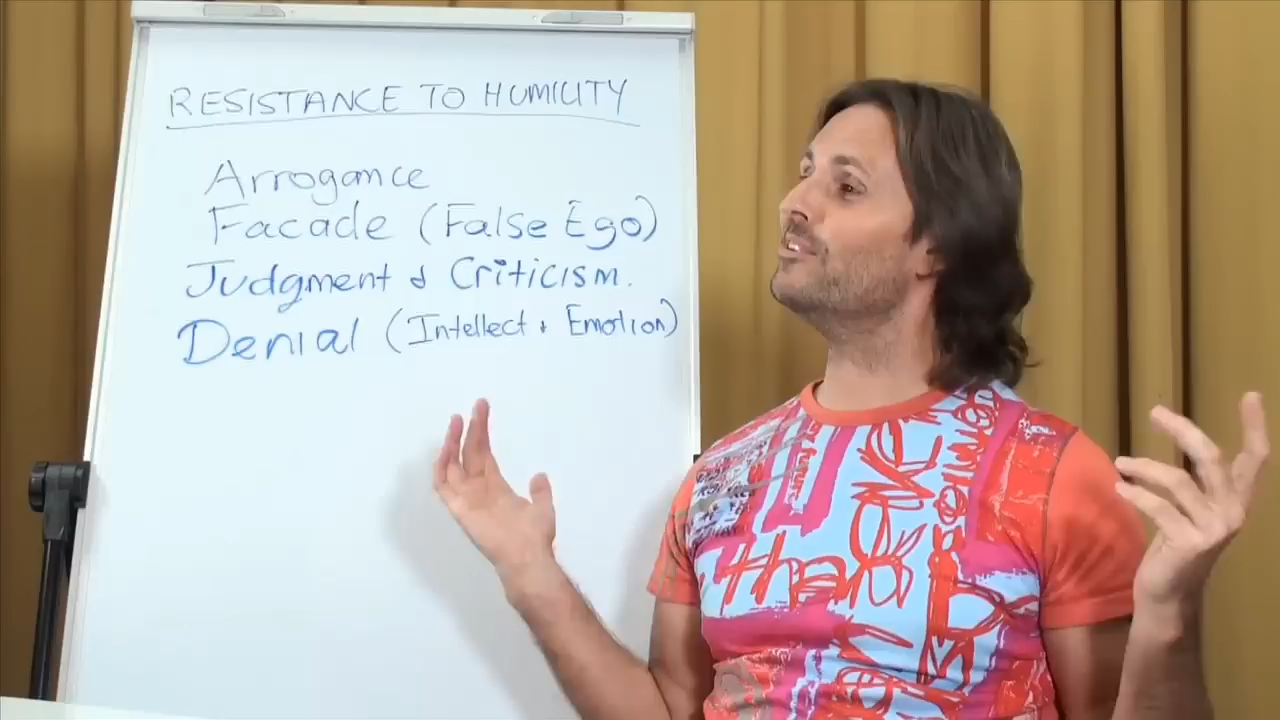 RESISTANCE TO HUMILITY
Arrogance
Facade (False Ego)
Judgment & Criticism.
Denial (Intellect + Emotion)